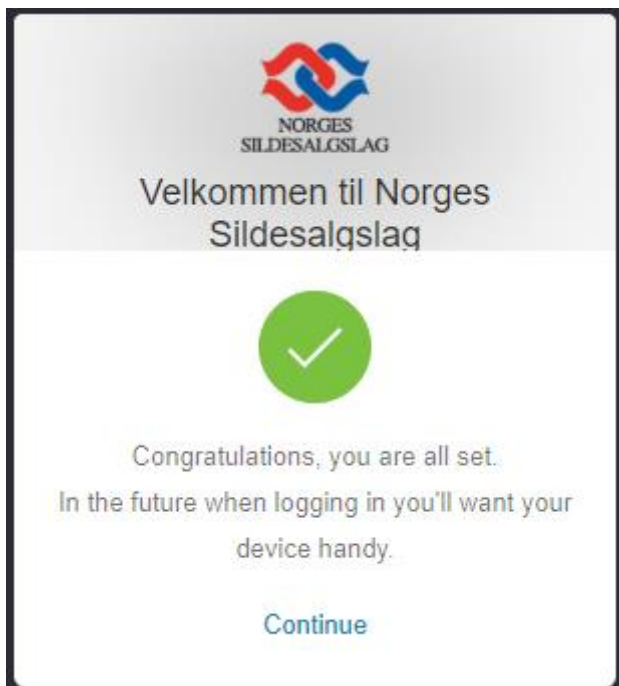 NORGES
SILDESALGSLAG
Velkommen til Norges
Sildesalgslag
Congratulations, you are all set.
In the future when logging in you'll want your
device handy.
Continue